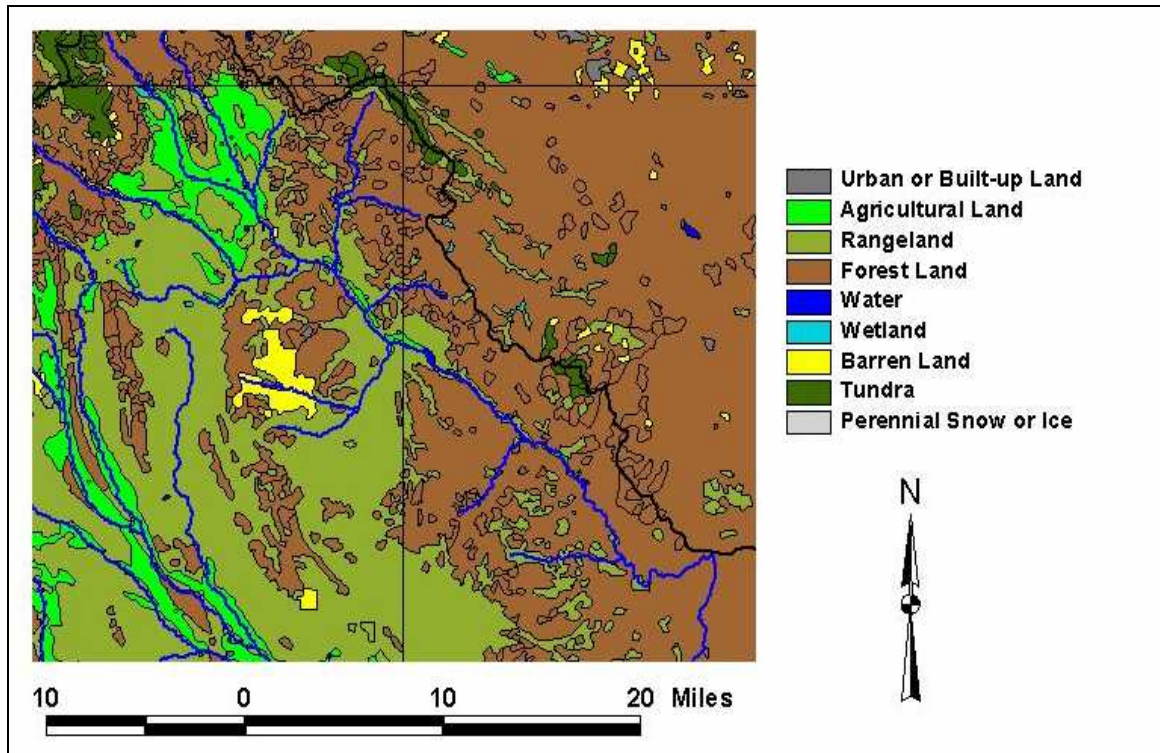 Urban or Built-up Land
Agricultural Land
Rangeland
Forest Land
Water
Wetland
Barren Land
Tundra
Perennial Snow or Ice
N
10 0 10 20 Miles